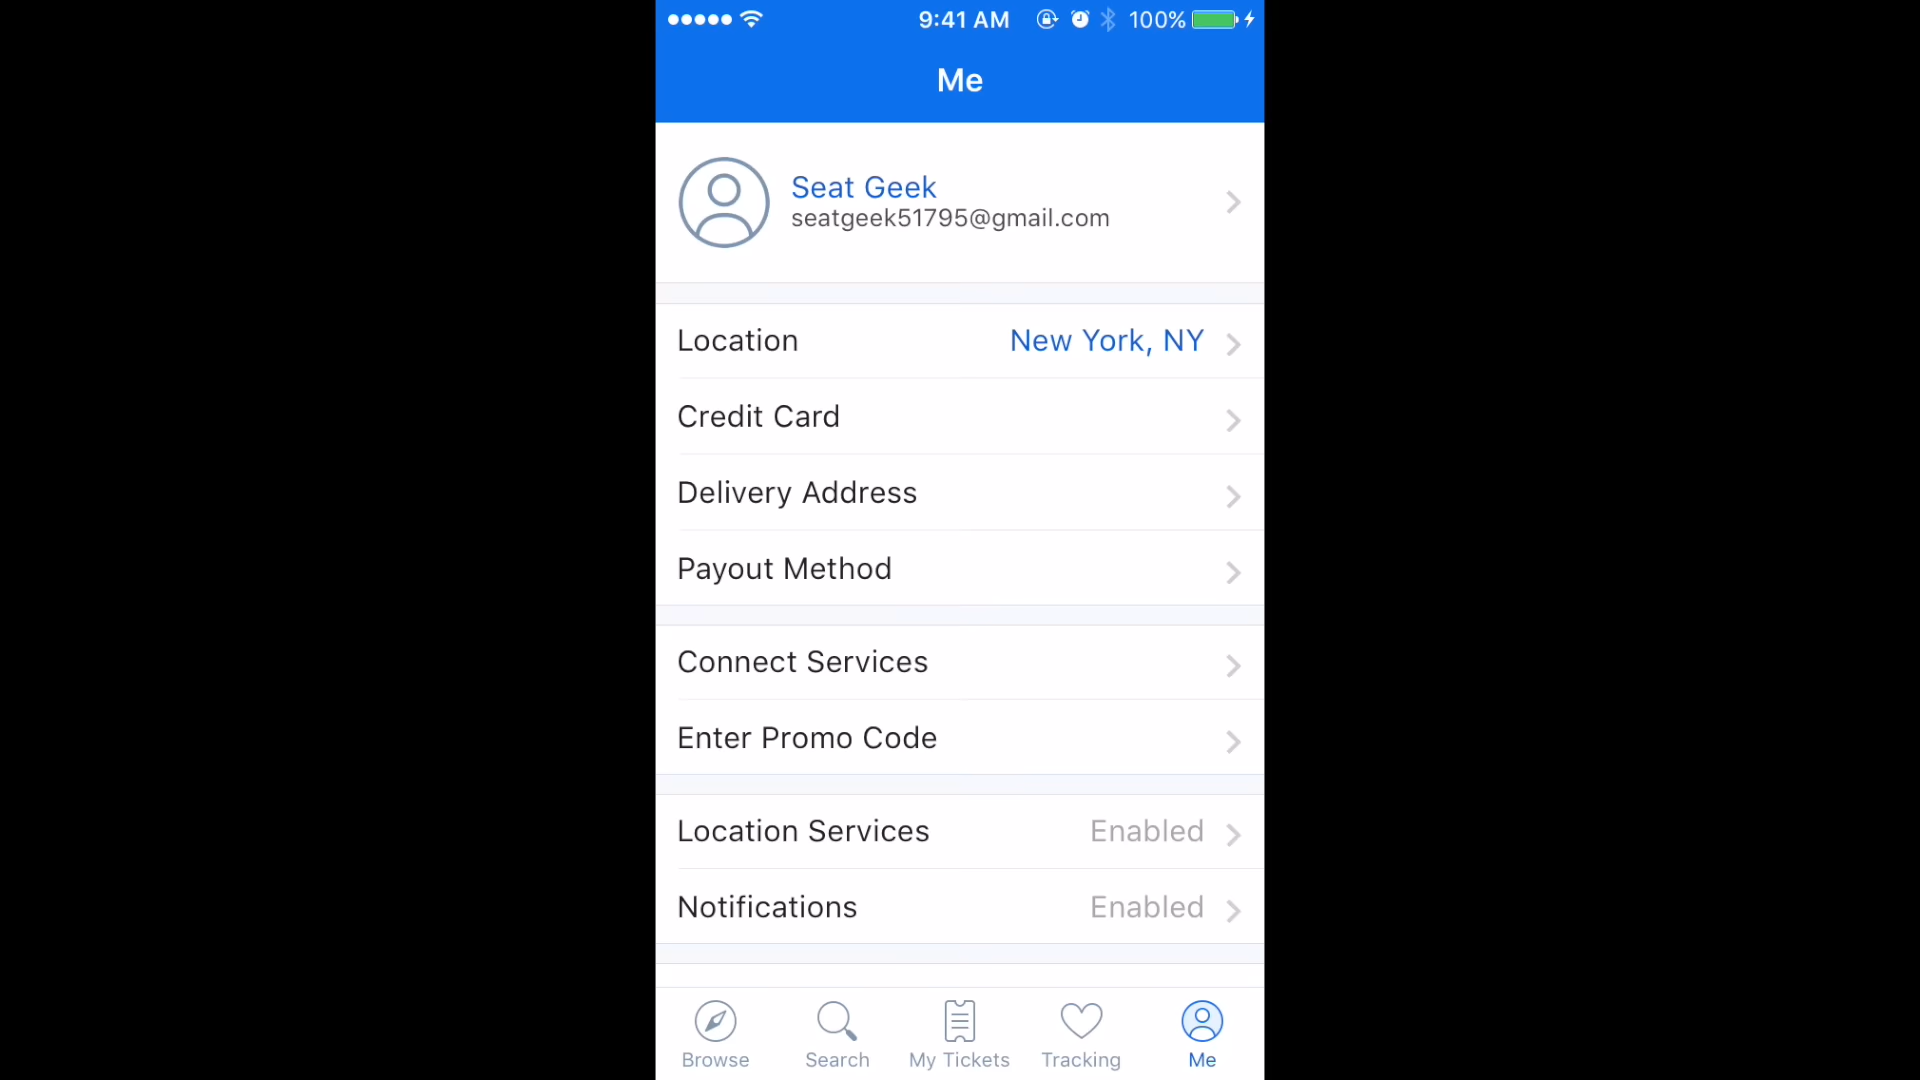 9:41 AM 100%
Me
Seat Geek
seatgeek51795@gmail.com
Location New York, NY
Credit Card
Delivery Address
Payout Method
Connect Services
Enter Promo Code
Location Services Enabled
Notifications Enabled
Browse Search My Tickets Tracking Me